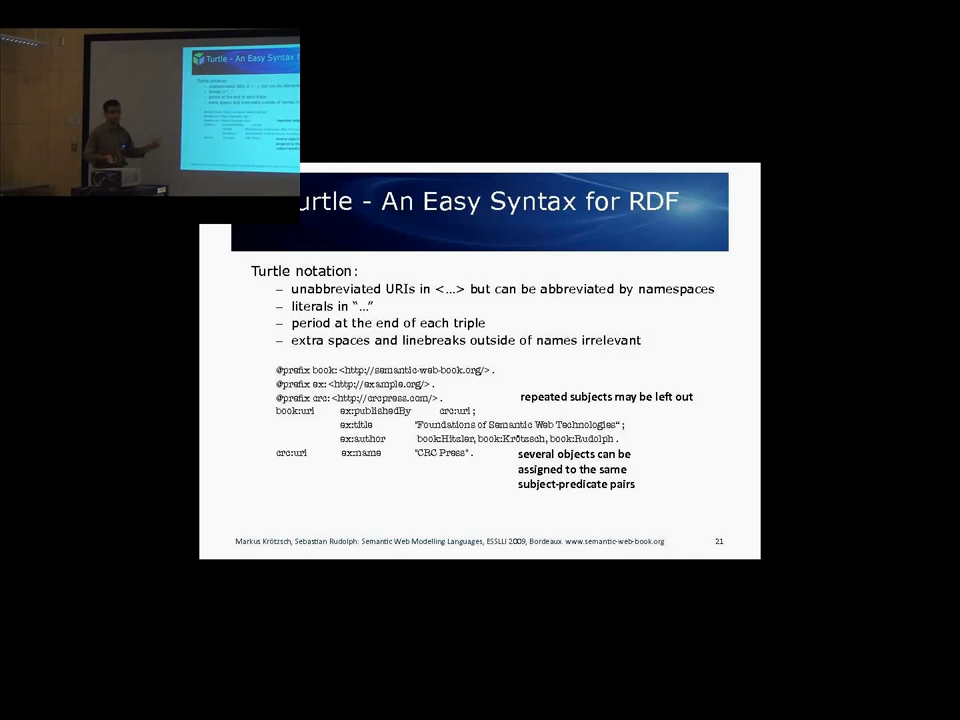 Turtle - An Easy Syntax f
Turtle notation:
urtle - An Easy Syntax for RDF
Turtle notation:
– unabbreviated URIs in <...> but can be abbreviated by namespaces
– literals in “...”
– period at the end of each triple
– extra spaces and linebreaks outside of names irrelevant
@prefix book: <http://semantic-web-book.org/> .
@prefix ex: <http://example.org/> .
@prefix crc: <http://crcpress.com/> .
repeated subjects may be left out
book:uri ex:publishedBy crc:uri ;
ex:title "Foundations of Semantic Web Technologies“ ;
ex:author book:Hitzler, book:Krötzsch, book:Rudolph .
crc:uri ex:name "CRC Press" .
several objects can be
assigned to the same
subject-predicate pairs
Markus Krötzsch, Sebastian Rudolph: Semantic Web Modelling Languages, ESSLLI 2009, Bordeaux. www.semantic-web-book.org 21